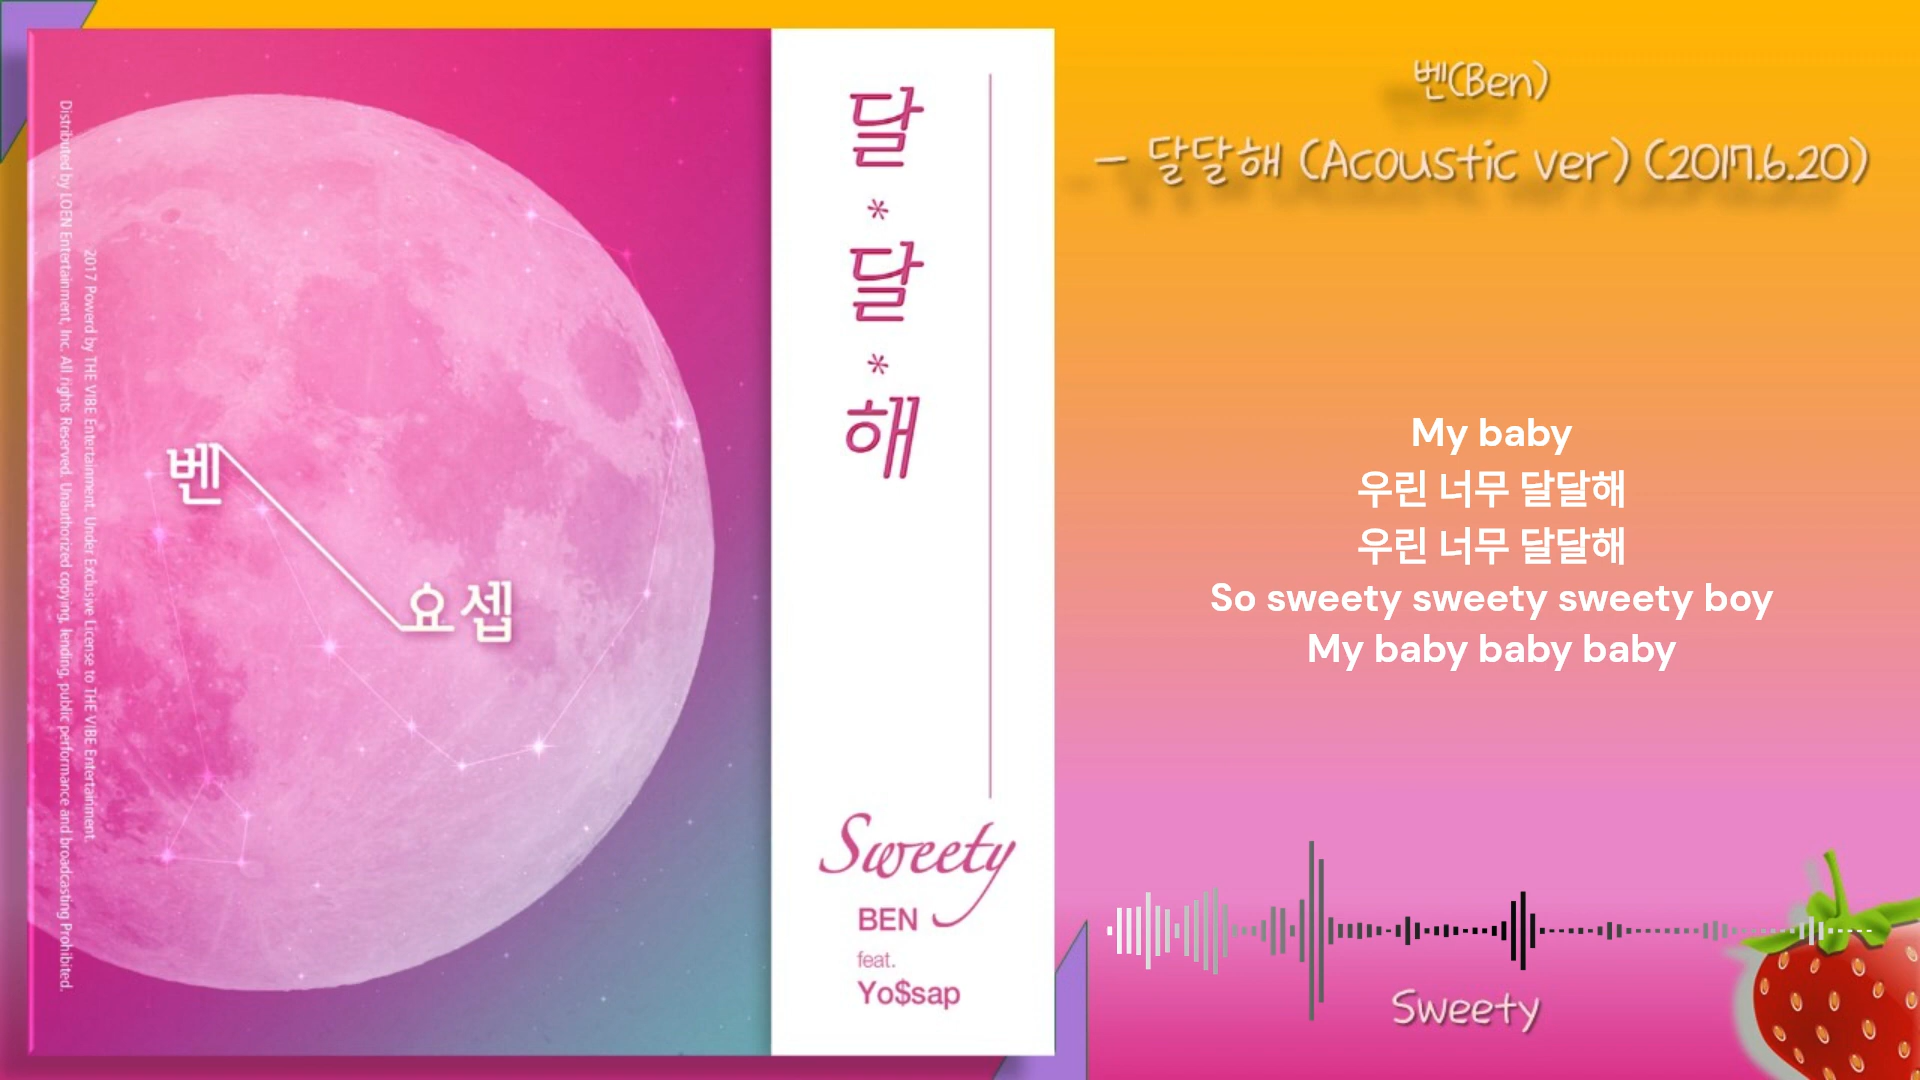 Distributed by LOEN Entertainment, Inc. All rights Reserved. Unauthorized copying, lending, public performance and broadcasting Prohibited.
2017 Powerd by THE VIBE Entertainment. Under Exclusive License to THE VIBE Entertainment.
벤
요셉
달
*
달
*
해
Sweety
BEN
feat.
Yo$sap
벤(Ben)
- 달달해 (Acoustic ver) (2017.6.20)
My baby
우린 너무 달달해
우린 너무 달달해
So sweety sweety sweety boy
My baby baby baby
Sweety